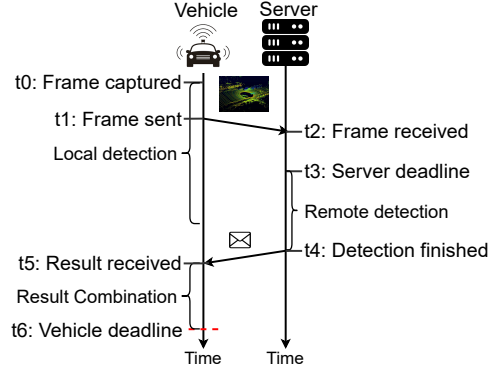 Vehicle
Server
t0: Frame captured
t1: Frame sent
t2: Frame received
Local detection
t3: Server deadline
Remote detection
t4: Detection finished
t5: Result received
Result Combination
t6: Vehicle deadline
Time
Time